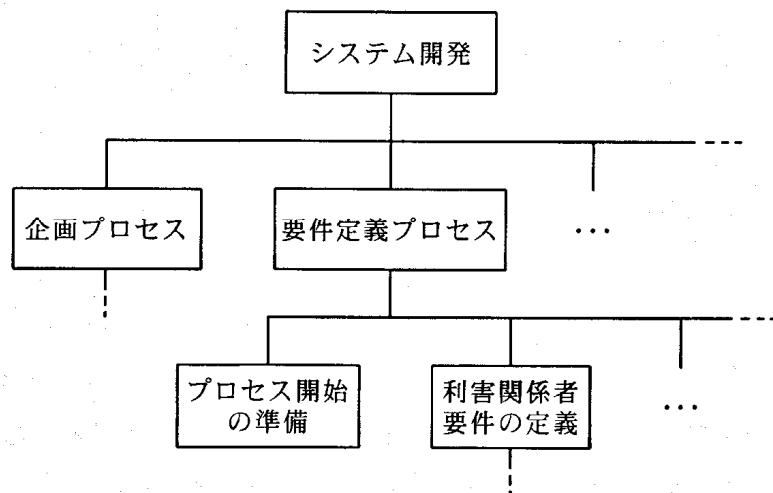 システム開発
企画プロセス
要件定義プロセス
...
プロセス開始
の準備
利害関係者
要件の定義
...